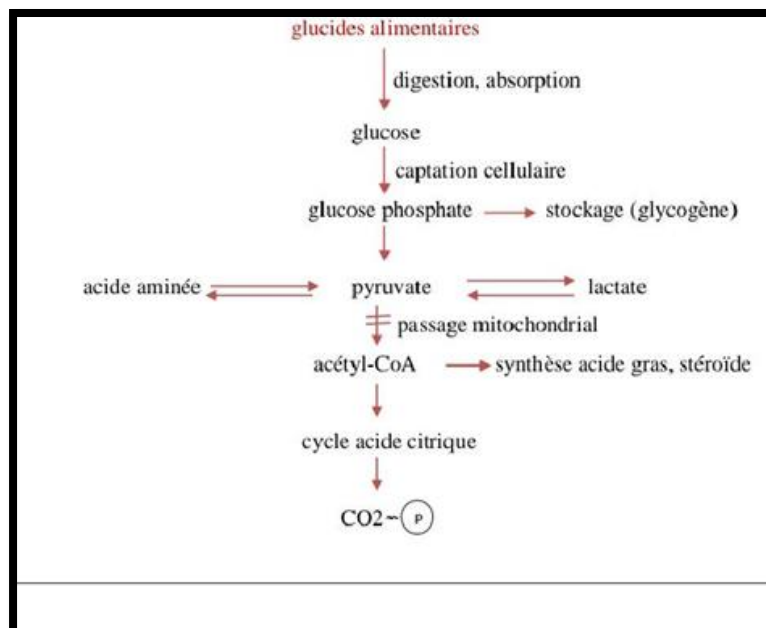 glucides alimentaires
digestion, absorption
glucose
captation cellulaire
glucose phosphate stockage (glycogène)
acide aminée pyruvate lactate
passage mitochondrial
acétyl-CoA synthèse acide gras, stéroïde
cycle acide citrique
CO2~ P